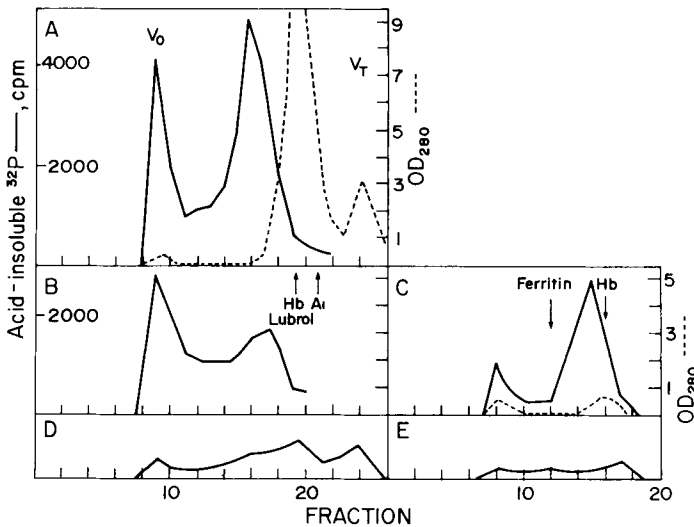 A
V₀
V_T
4000
2000
9
7
5
3
1
OD₂₈₀ -----
Acid-insoluble ³²P —, cpm
B
2000
Hb
Lubrol
C
Ferritin
Hb
5
3
1
OD₂₈₀ -----
D
10
20
E
10
20
FRACTION